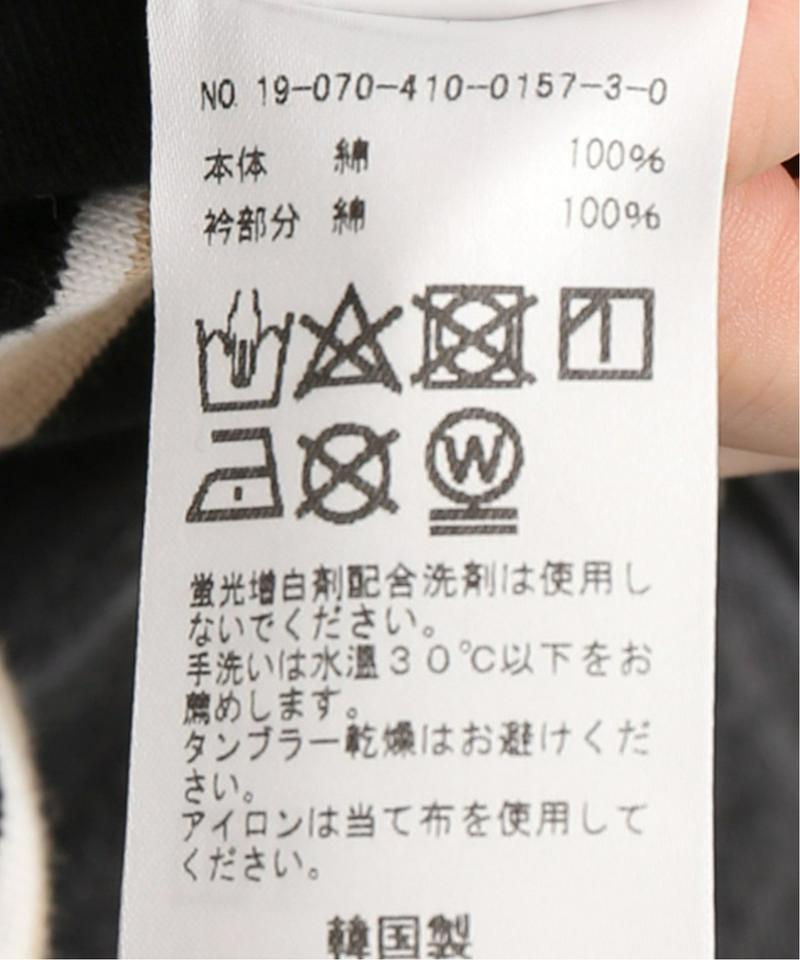 NO. 19-070-410-0157-3-0
本体 綿 100%
衿部分 綿 100%
W
蛍光増白剤配合洗剤は使用し
ないでください。
手洗いは水温30℃以下をお
薦めします。
タンブラー乾燥はお避けくだ
さい。
アイロンは当て布を使用して
ください。
韓国製